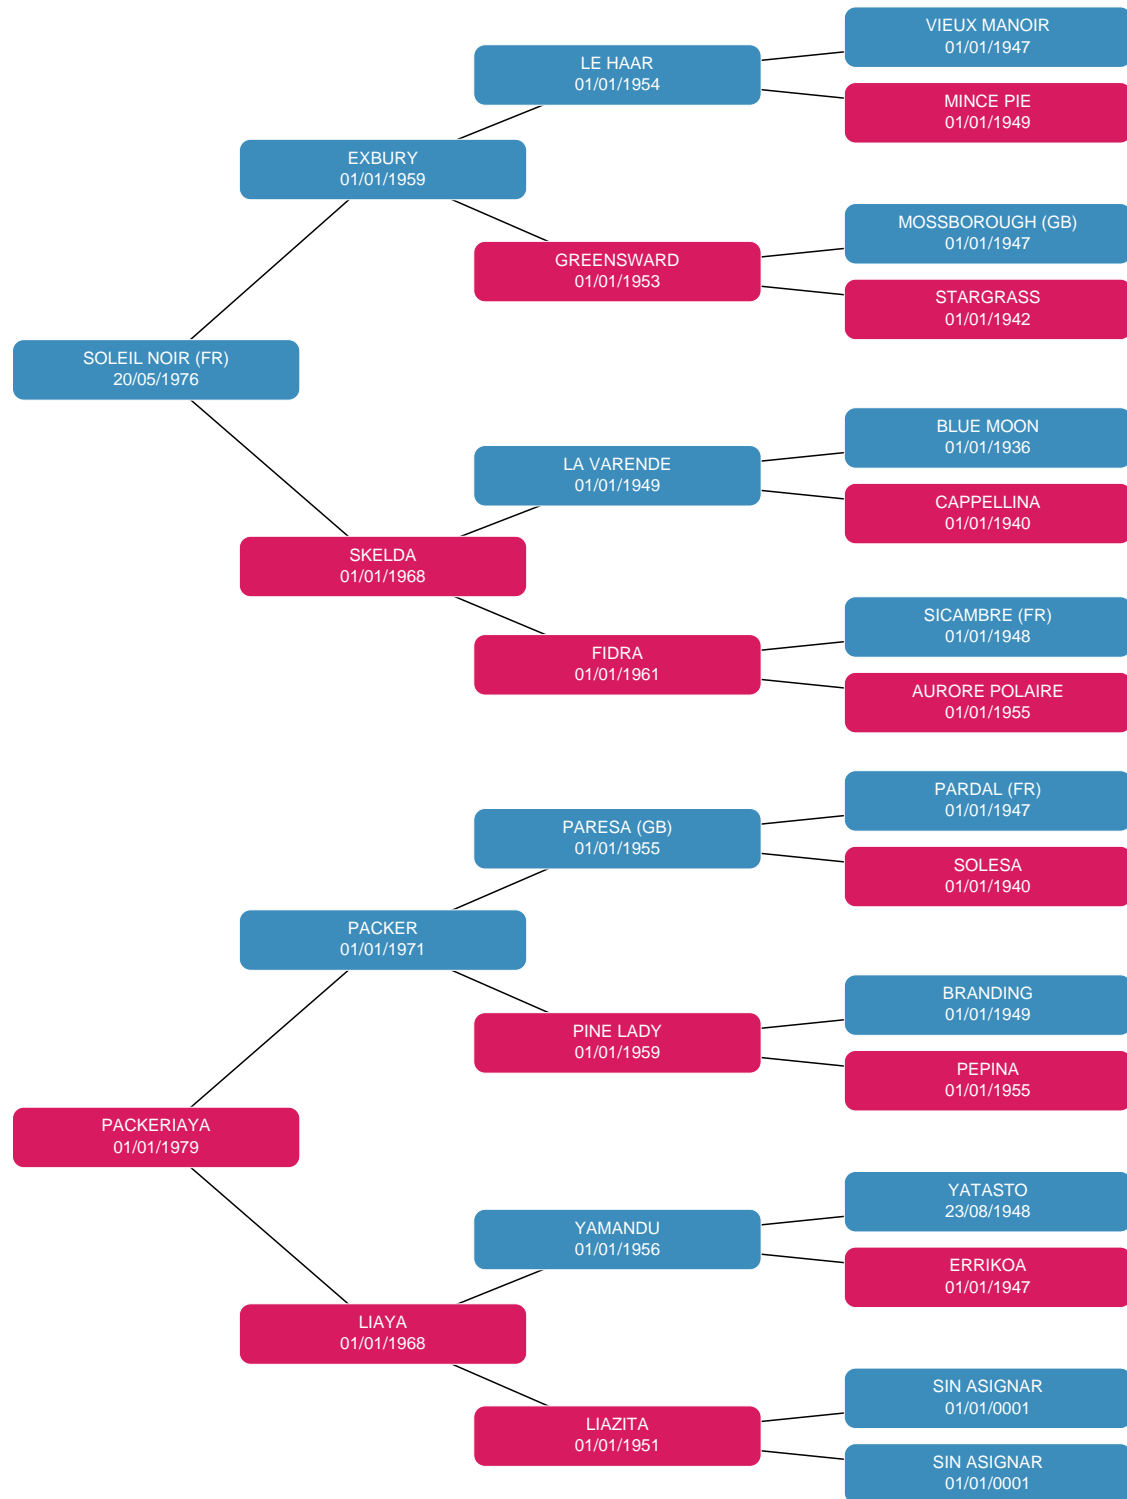 VIEUX MANOIR
01/01/1947
LE HAAR
01/01/1954
MINCE PIE
01/01/1949
EXBURY
01/01/1959
MOSSBOROUGH (GB)
01/01/1947
GREENSWARD
01/01/1953
STARGRASS
01/01/1942
SOLEIL NOIR (FR)
20/05/1976
BLUE MOON
01/01/1936
LA VARENDE
01/01/1949
CAPPELLINA
01/01/1940
SKELDA
01/01/1968
SICAMBRE (FR)
01/01/1948
FIDRA
01/01/1961
AURORE POLAIRE
01/01/1955
PARDAL (FR)
01/01/1947
PARESA (GB)
01/01/1955
SOLESA
01/01/1940
PACKER
01/01/1971
BRANDING
01/01/1949
PINE LADY
01/01/1959
PEPINA
01/01/1955
PACKERIAYA
01/01/1979
YATASTO
23/08/1948
YAMANDU
01/01/1956
ERRIKOA
01/01/1947
LIAYA
01/01/1968
SIN ASIGNAR
01/01/0001
LIAZITA
01/01/1951
SIN ASIGNAR
01/01/0001